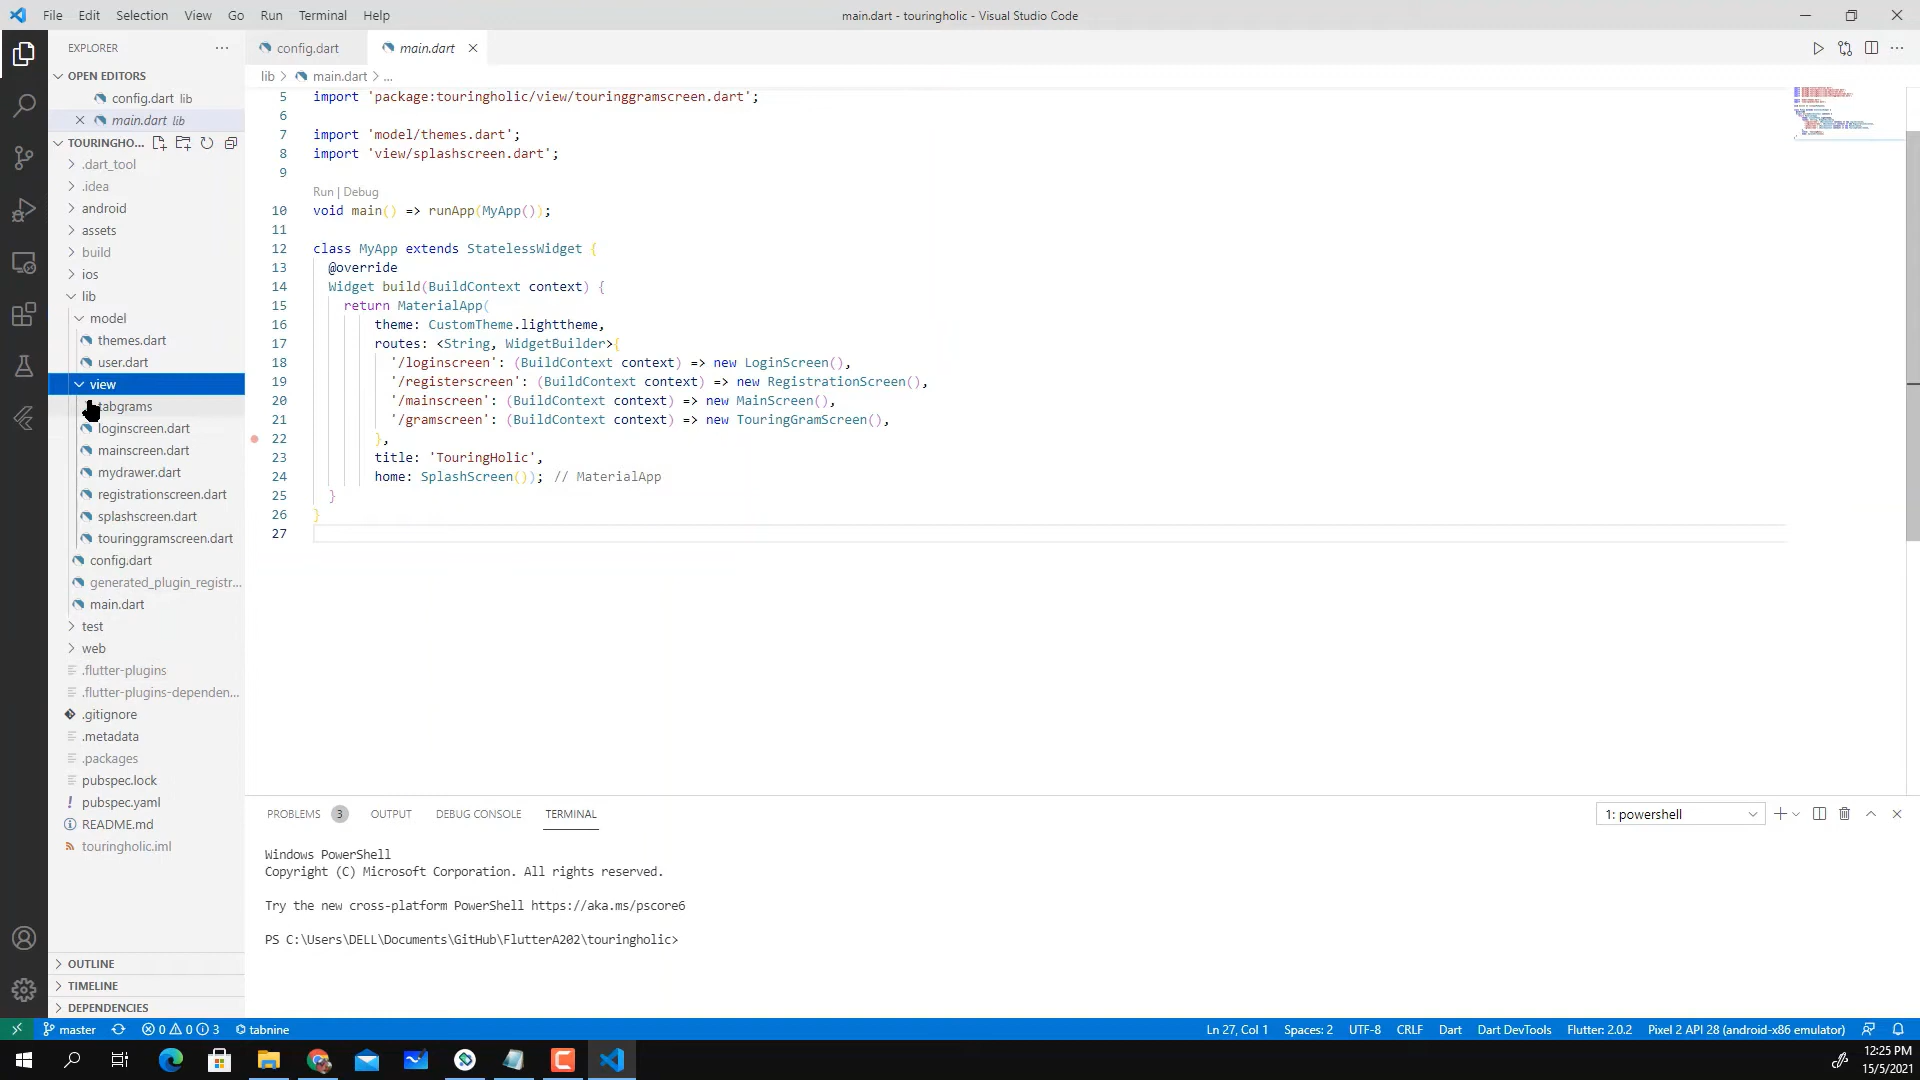 File Edit Selection View Go Run Terminal Help
main.dart - touringholic - Visual Studio Code
EXPLORER
OPEN EDITORS
config.dart lib
main.dart lib
TOURINGHO...
.dart_tool
.idea
android
assets
build
ios
lib
model
themes.dart
user.dart
view
tabgrams
loginscreen.dart
mainscreen.dart
mydrawer.dart
registrationscreen.dart
splashscreen.dart
touringgramscreen.dart
config.dart
generated_plugin_registr...
main.dart
test
web
.flutter-plugins
.flutter-plugins-dependen...
.gitignore
.metadata
.packages
pubspec.lock
pubspec.yaml
README.md
touringholic.iml
OUTLINE
TIMELINE
DEPENDENCIES
config.dart
main.dart
lib > main.dart > ...
5 import 'package:touringholic/view/touringgramscreen.dart';
6
7 import 'model/themes.dart';
8 import 'view/splashscreen.dart';
9
Run | Debug
10 void main() => runApp(MyApp());
11
12 class MyApp extends StatelessWidget {
13 @override
14 Widget build(BuildContext context) {
15 return MaterialApp(
16 theme: CustomTheme.lighttheme,
17 routes: <String, WidgetBuilder>{
18 '/loginscreen': (BuildContext context) => new LoginScreen(),
19 '/registerscreen': (BuildContext context) => new RegistrationScreen(),
20 '/mainscreen': (BuildContext context) => new MainScreen(),
21 '/gramscreen': (BuildContext context) => new TouringGramScreen(),
22 },
23 title: 'TouringHolic',
24 home: SplashScreen()); // MaterialApp
25 }
26 }
27
PROBLEMS 3 OUTPUT DEBUG CONSOLE TERMINAL
1: powershell
Windows PowerShell
Copyright (C) Microsoft Corporation. All rights reserved.
Try the new cross-platform PowerShell https://aka.ms/pscore6
PS C:\Users\DELL\Documents\GitHub\FlutterA202\touringholic>
master 0 0 3 tabnine
Ln 27, Col 1 Spaces: 2 UTF-8 CRLF Dart Dart DevTools Flutter: 2.0.2 Pixel 2 API 28 (android-x86 emulator)
12:25 PM
15/5/2021